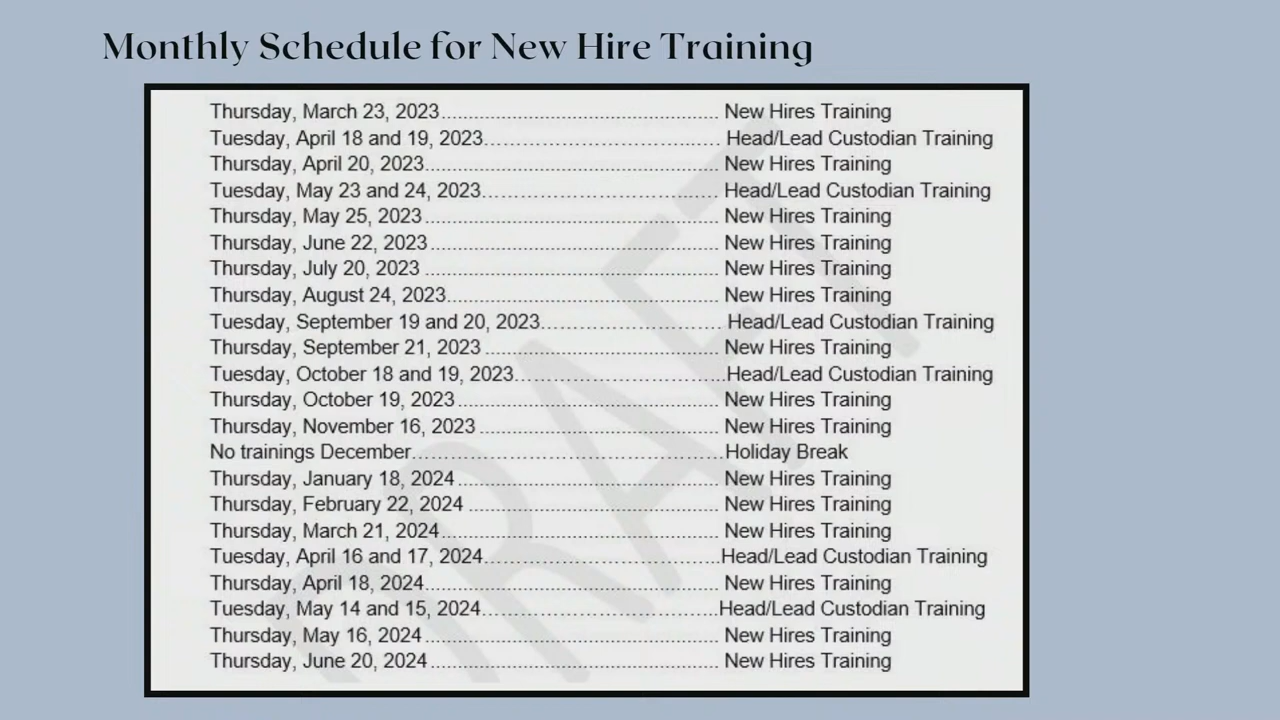 Monthly Schedule for New Hire Training
Thursday, March 23, 2023.................................................. New Hires Training
Tuesday, April 18 and 19, 2023.......................................... Head/Lead Custodian Training
Thursday, April 20, 2023..................................................... New Hires Training
Tuesday, May 23 and 24, 2023.......................................... Head/Lead Custodian Training
Thursday, May 25, 2023..................................................... New Hires Training
Thursday, June 22, 2023.................................................... New Hires Training
Thursday, July 20, 2023 ..................................................... New Hires Training
Thursday, August 24, 2023................................................. New Hires Training
Tuesday, September 19 and 20, 2023................................ Head/Lead Custodian Training
Thursday, September 21, 2023 .......................................... New Hires Training
Tuesday, October 18 and 19, 2023.....................................Head/Lead Custodian Training
Thursday, October 19, 2023 ............................................... New Hires Training
Thursday, November 16, 2023 ........................................... New Hires Training
No trainings December........................................................Holiday Break
Thursday, January 18, 2024 ............................................... New Hires Training
Thursday, February 22, 2024 ............................................. New Hires Training
Thursday, March 21, 2024.................................................. New Hires Training
Tuesday, April 16 and 17, 2024..........................................Head/Lead Custodian Training
Thursday, April 18, 2024..................................................... New Hires Training
Tuesday, May 14 and 15, 2024..........................................Head/Lead Custodian Training
Thursday, May 16, 2024..................................................... New Hires Training
Thursday, June 20, 2024.................................................... New Hires Training
DRAFT